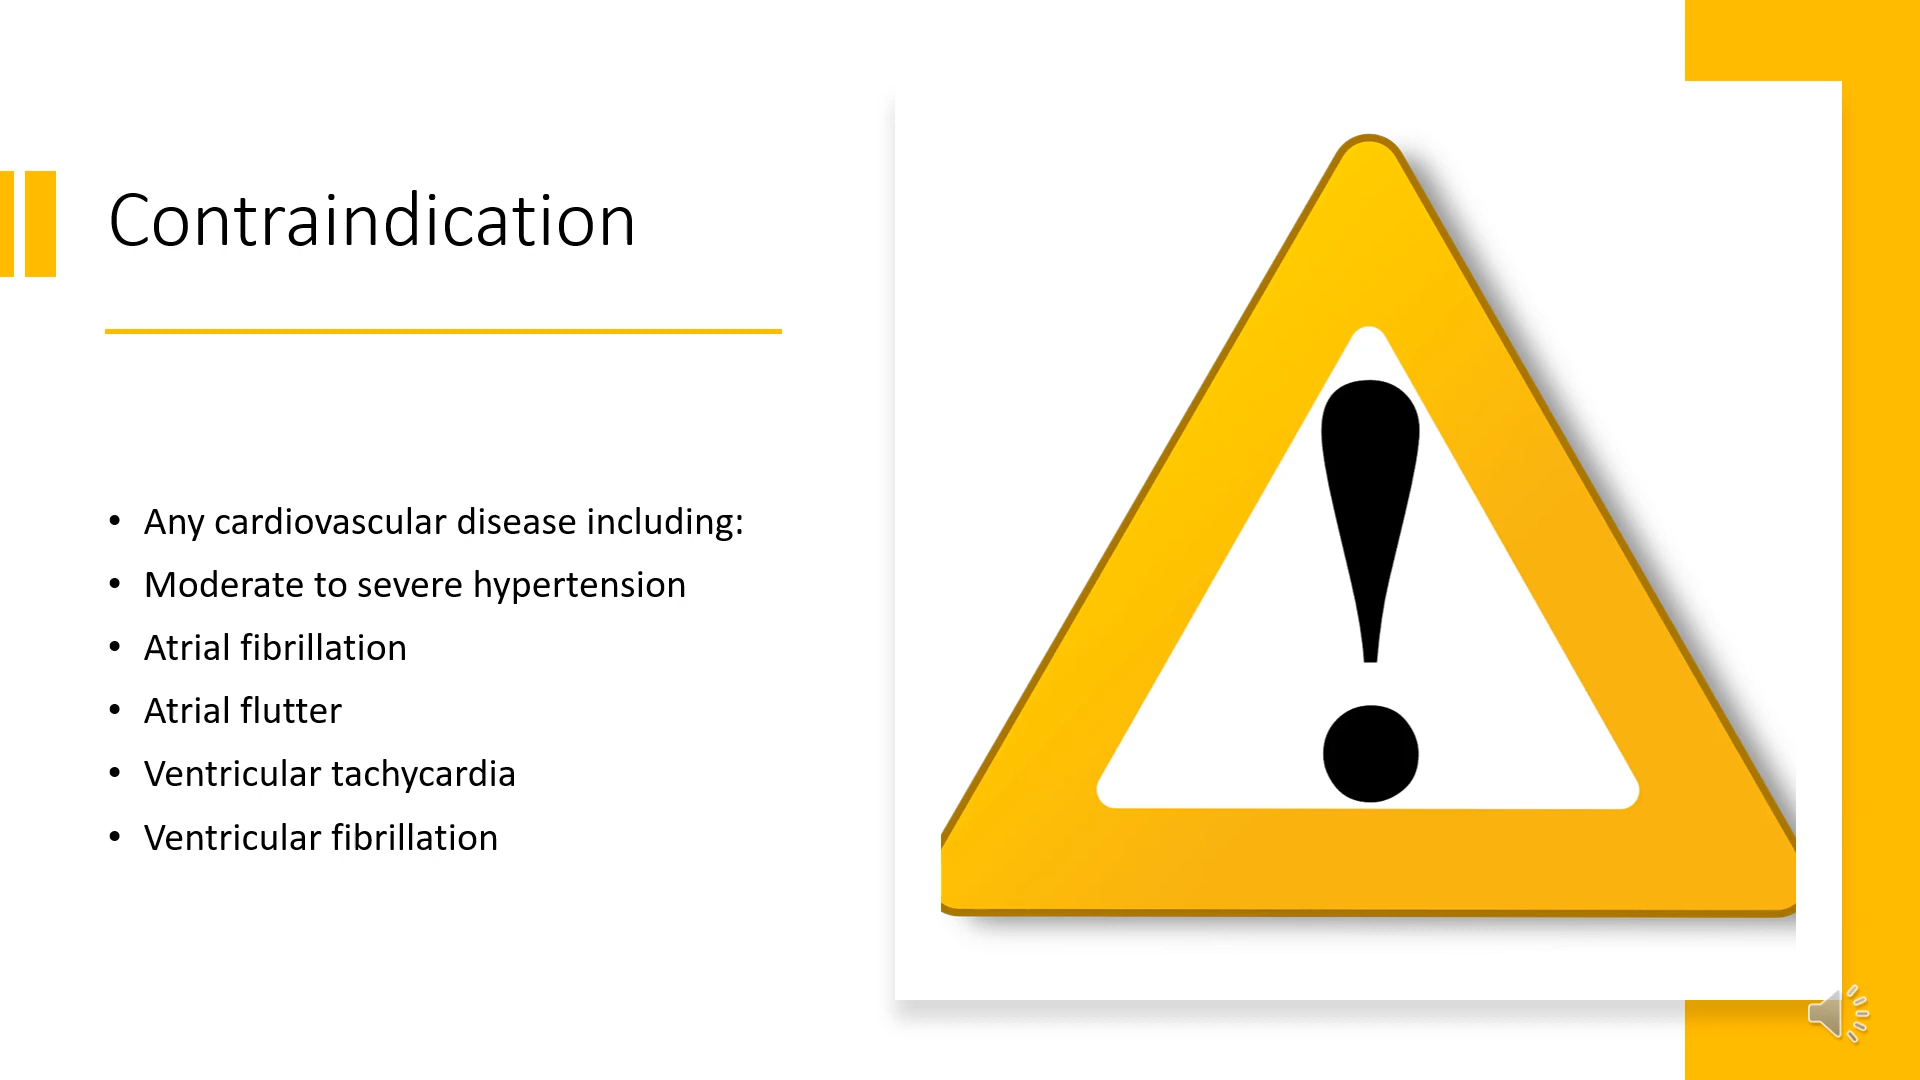 Contraindication
• Any cardiovascular disease including:
• Moderate to severe hypertension
• Atrial fibrillation
• Atrial flutter
• Ventricular tachycardia
• Ventricular fibrillation
!